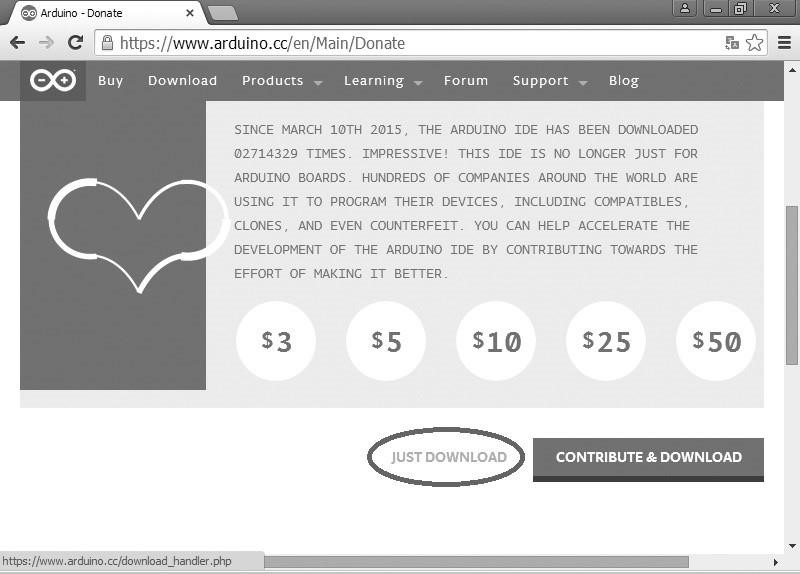 Arduino - Donate
https://www.arduino.cc/en/Main/Donate
Buy Download Products Learning Forum Support Blog
SINCE MARCH 10TH 2015, THE ARDUINO IDE HAS BEEN DOWNLOADED
02714329 TIMES. IMPRESSIVE! THIS IDE IS NO LONGER JUST FOR
ARDUINO BOARDS. HUNDREDS OF COMPANIES AROUND THE WORLD ARE
USING IT TO PROGRAM THEIR DEVICES, INCLUDING COMPATIBLES,
CLONES, AND EVEN COUNTERFEIT. YOU CAN HELP ACCELERATE THE
DEVELOPMENT OF THE ARDUINO IDE BY CONTRIBUTING TOWARDS THE
EFFORT OF MAKING IT BETTER.
$3 $5 $10 $25 $50
JUST DOWNLOAD CONTRIBUTE & DOWNLOAD
https://www.arduino.cc/download_handler.php